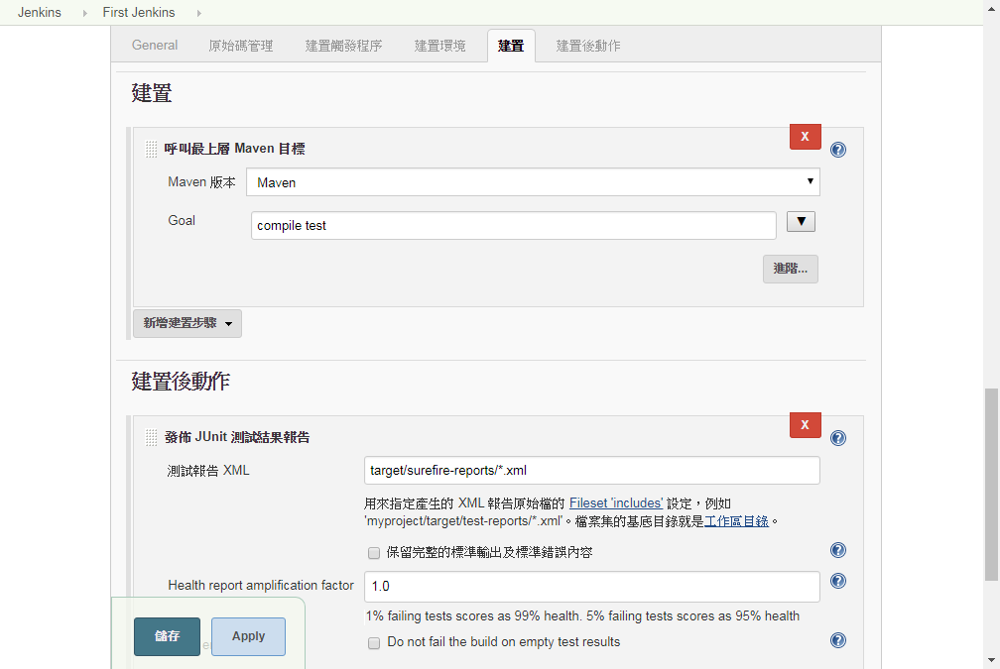 Jenkins First Jenkins
General 原始碼管理 建置觸發程序 建置環境 建置 建置後動作
建置
呼叫最上層 Maven 目標
X
Maven 版本 Maven
Goal compile test
進階...
新增建置步驟
建置後動作
發佈 JUnit 測試結果報告
X
測試報告 XML target/surefire-reports/*.xml
用來指定產生的 XML 報告原始檔的 Fileset 'includes' 設定，例如
'myproject/target/test-reports/*.xml'。檔案集的基底目錄就是工作區目錄。
保留完整的標準輸出及標準錯誤內容
Health report amplification factor 1.0
1% failing tests scores as 99% health. 5% failing tests scores as 95% health
儲存 Apply
Do not fail the build on empty test results